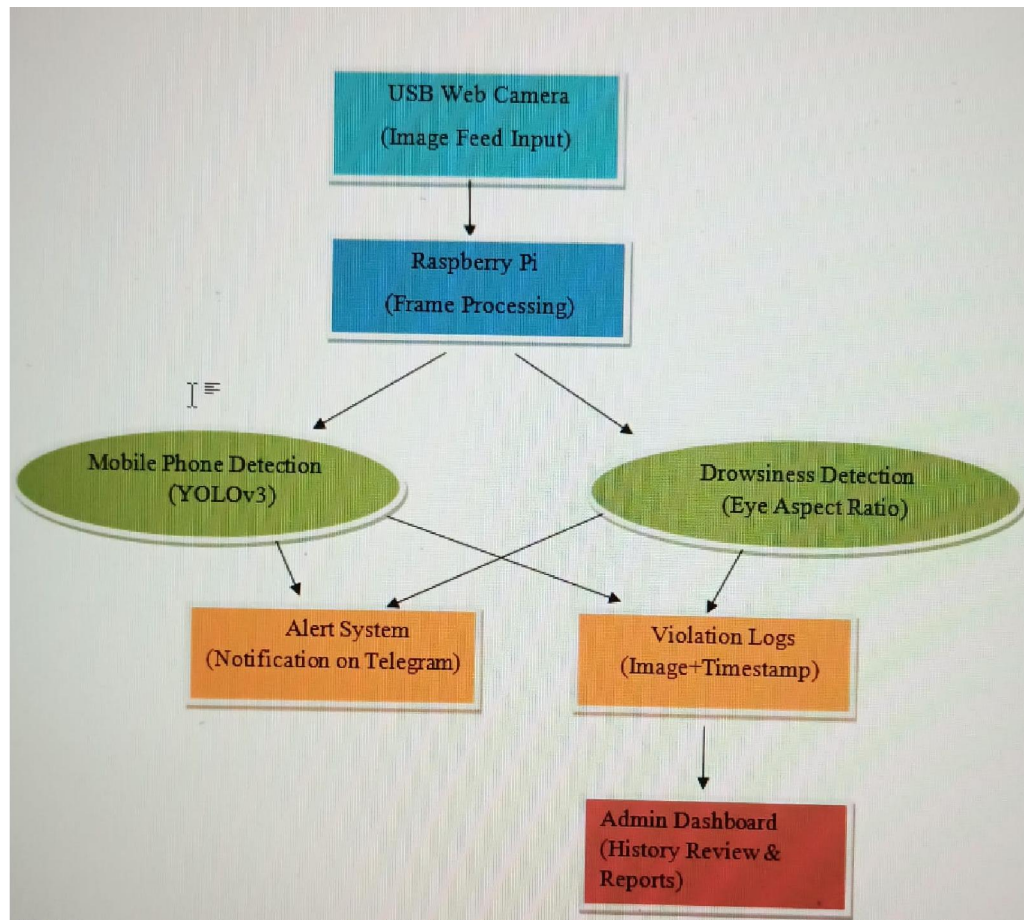 USB Web Camera
(Image Feed Input)
Raspberry Pi
(Frame Processing)
Mobile Phone Detection
(YOLOv3)
Drowsiness Detection
(Eye Aspect Ratio)
Alert System
(Notification on Telegram)
Violation Logs
(Image+Timestamp)
Admin Dashboard
(History Review &
Reports)